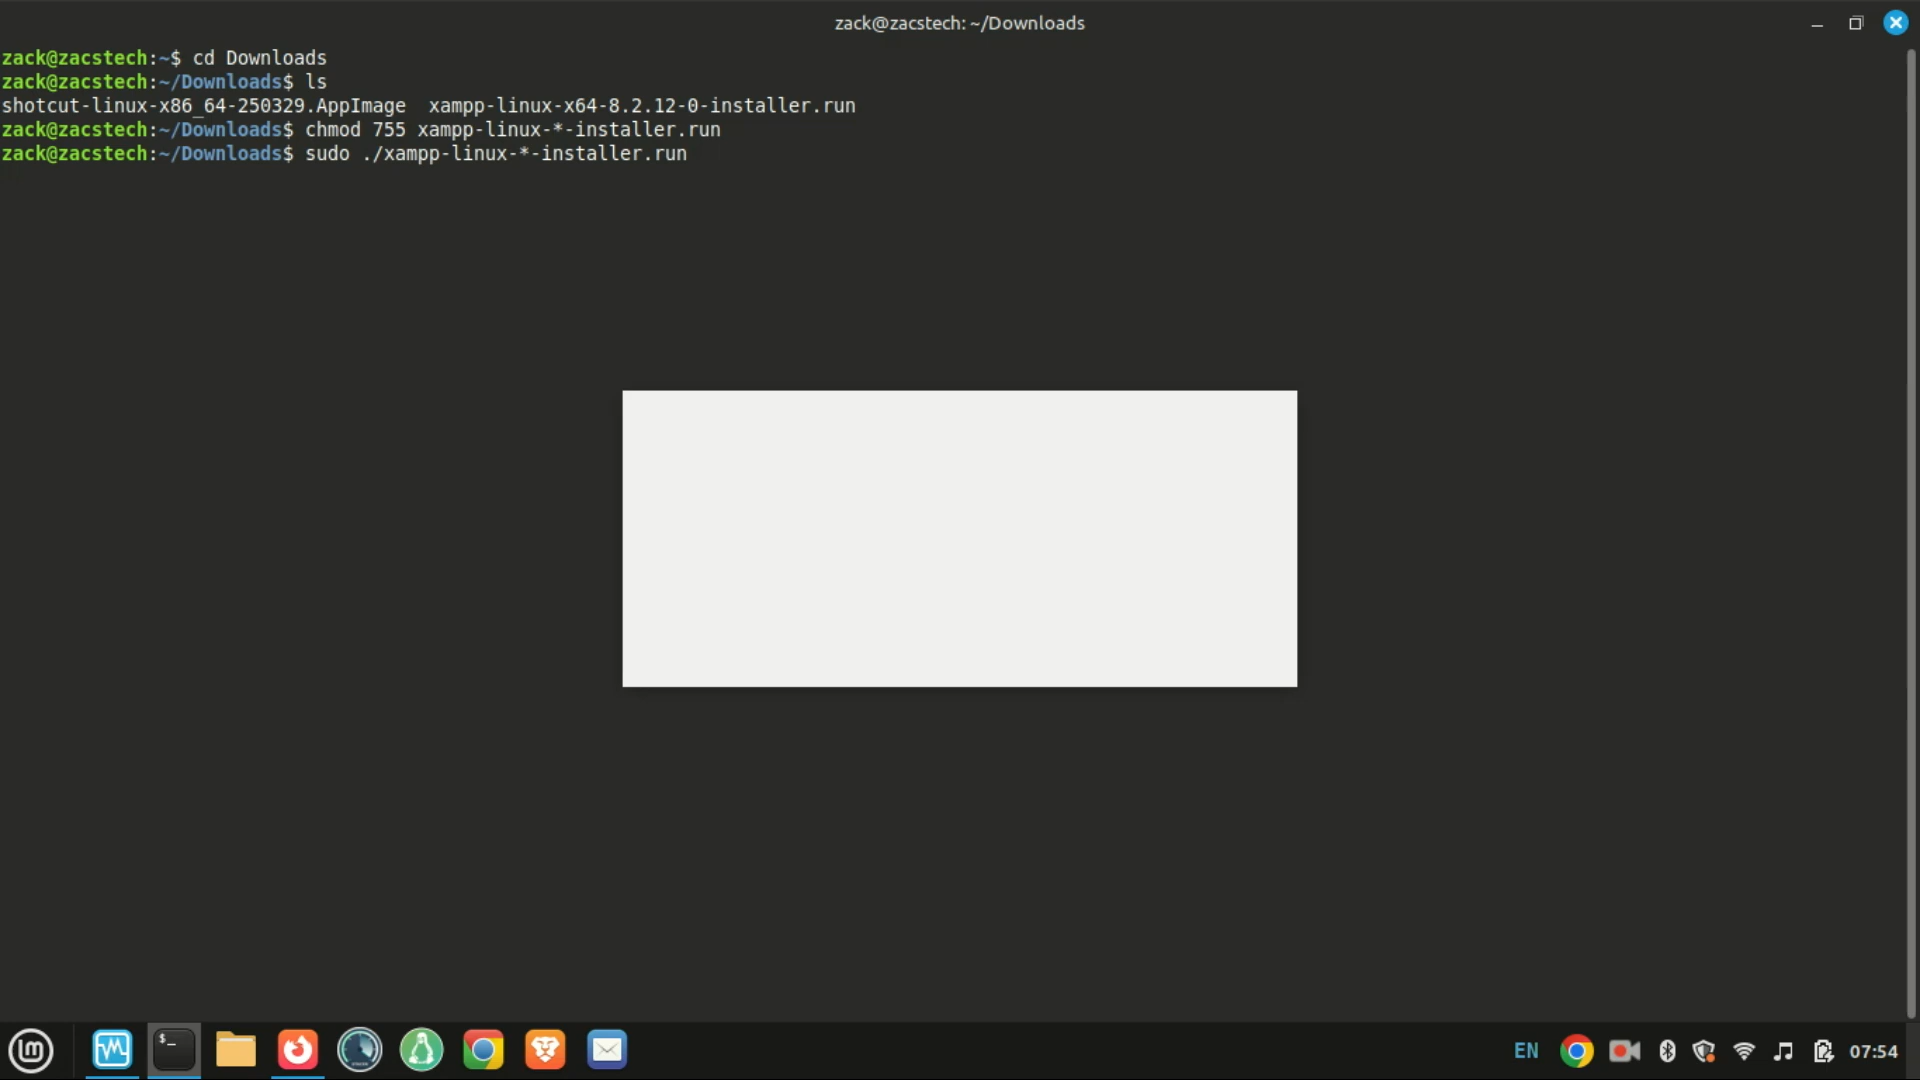 zack@zacstech: ~/Downloads
zack@zacstech:~$ cd Downloads
zack@zacstech:~/Downloads$ ls
shotcut-linux-x86_64-250329.AppImage  xampp-linux-x64-8.2.12-0-installer.run
zack@zacstech:~/Downloads$ chmod 755 xampp-linux-*-installer.run
zack@zacstech:~/Downloads$ sudo ./xampp-linux-*-installer.run
$_
EN
07:54